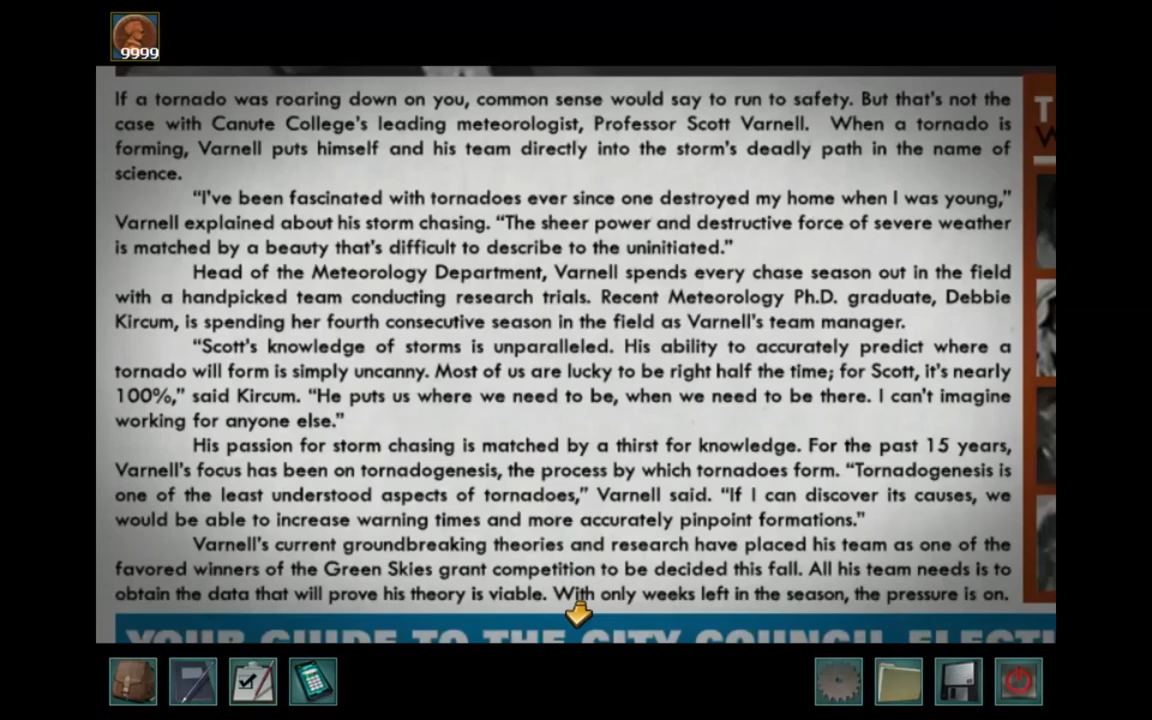 9999
If a tornado was roaring down on you, common sense would say to run to safety. But that's not the
case with Canute College's leading meteorologist, Professor Scott Varnell. When a tornado is
forming, Varnell puts himself and his team directly into the storm's deadly path in the name of
science.
“I've been fascinated with tornadoes ever since one destroyed my home when I was young,”
Varnell explained about his storm chasing. “The sheer power and destructive force of severe weather
is matched by a beauty that's difficult to describe to the uninitiated.”
Head of the Meteorology Department, Varnell spends every chase season out in the field
with a handpicked team conducting research trials. Recent Meteorology Ph.D. graduate, Debbie
Kircum, is spending her fourth consecutive season in the field as Varnell's team manager.
“Scott's knowledge of storms is unparalleled. His ability to accurately predict where a
tornado will form is simply uncanny. Most of us are lucky to be right half the time; for Scott, it's nearly
100%,” said Kircum. “He puts us where we need to be, when we need to be there. I can't imagine
working for anyone else.”
His passion for storm chasing is matched by a thirst for knowledge. For the past 15 years,
Varnell's focus has been on tornadogenesis, the process by which tornadoes form. “Tornadogenesis is
one of the least understood aspects of tornadoes,” Varnell said. “If I can discover its causes, we
would be able to increase warning times and more accurately pinpoint formations.”
Varnell's current groundbreaking theories and research have placed his team as one of the
favored winners of the Green Skies grant competition to be decided this fall. All his team needs is to
obtain the data that will prove his theory is viable. With only weeks left in the season, the pressure is on.
YOUR GUIDE TO THE CITY COUNCIL ELECTI
T
W